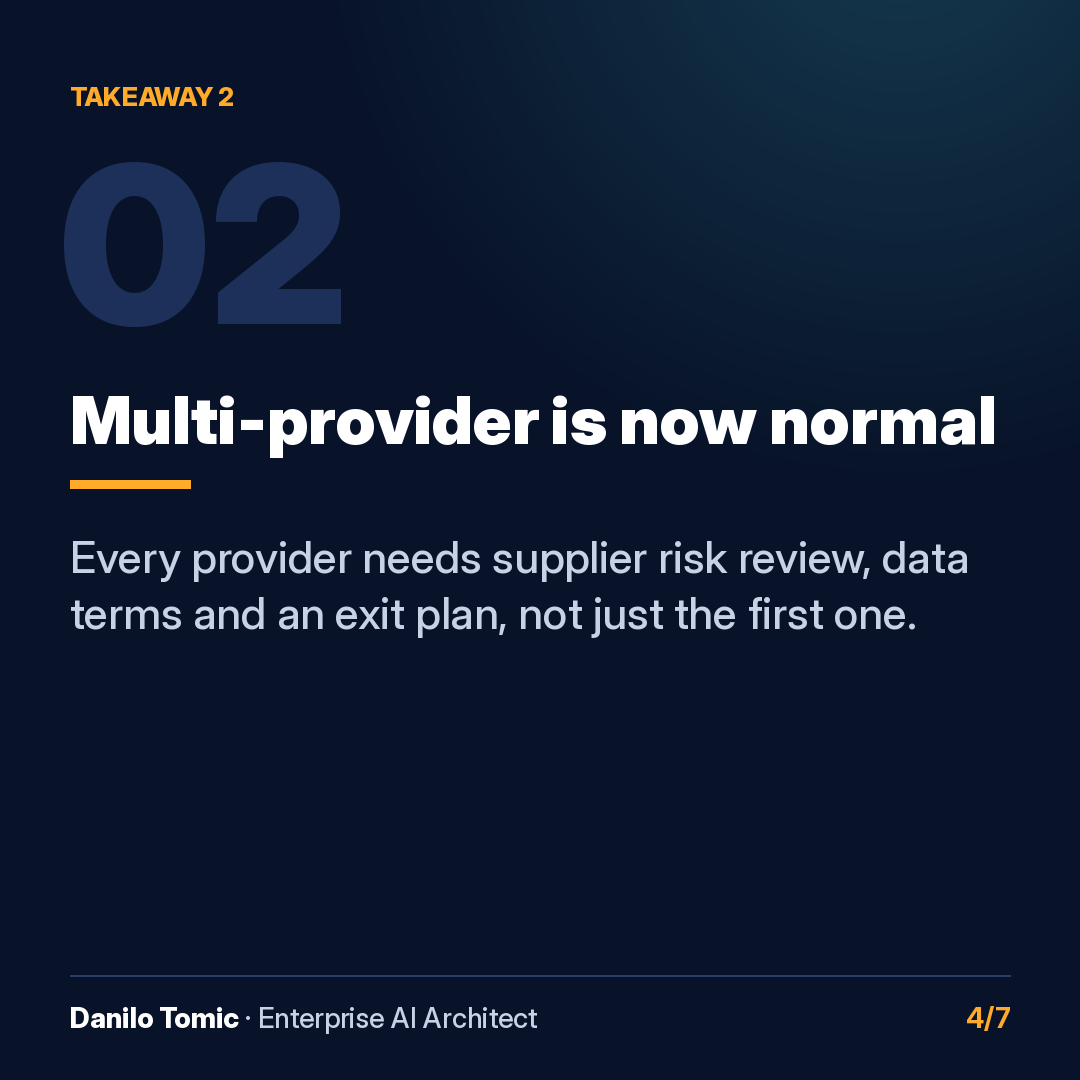 TAKEAWAY 2
02
Multi-provider is now normal
Every provider needs supplier risk review, data
terms and an exit plan, not just the first one.
Danilo Tomic · Enterprise AI Architect
4/7